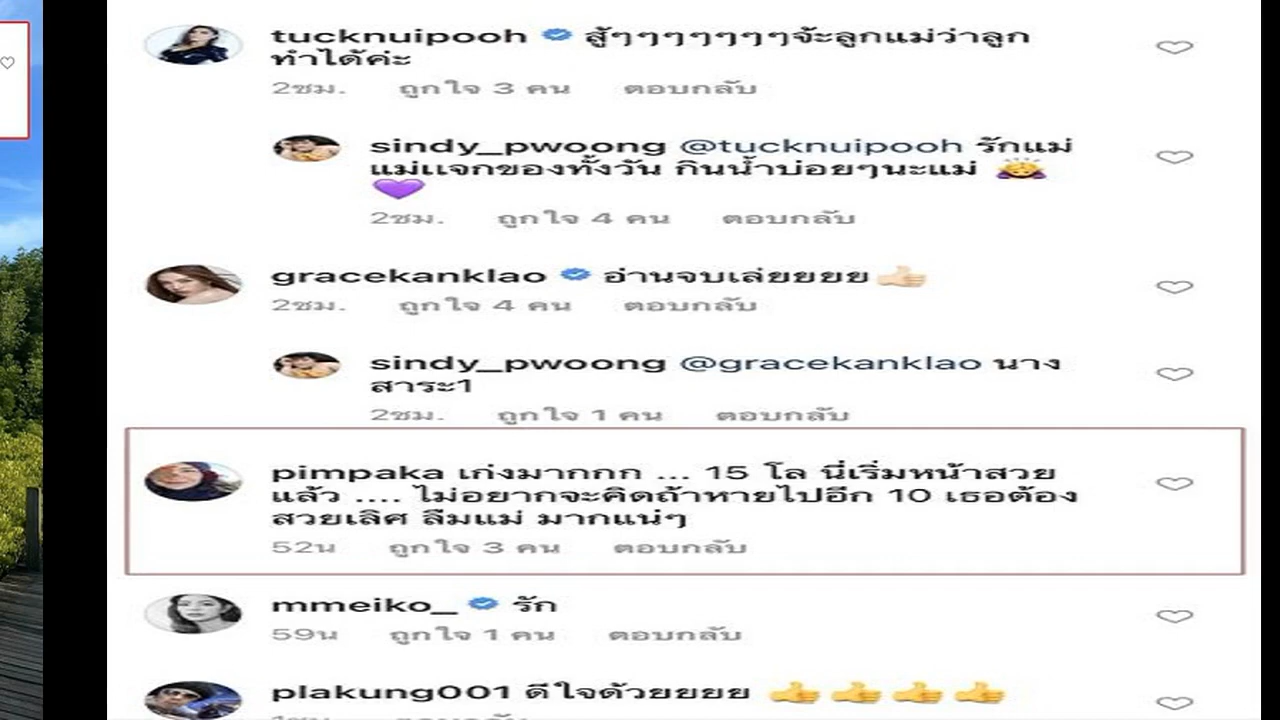 tucknuipooh สู้ๆๆๆๆๆๆๆจ้ะลูกแม่ว่าลูก
ทำได้ค่ะ
2ชม. ถูกใจ 3 คน ตอบกลับ
sindy_pwoong @tucknuipooh รักแม่
แม่แจกของทั้งวัน กินน้ำบ่อยๆนะแม่
2ชม. ถูกใจ 4 คน ตอบกลับ
gracekanklao อ่านจบเล่ยยยย
2ชม. ถูกใจ 4 คน ตอบกลับ
sindy_pwoong @gracekanklao นาง
สาระ1
2ชม. ถูกใจ 1 คน ตอบกลับ
pimpaka เก่งมากกก ... 15 โล นี่เริ่มหน้าสวย
แล้ว .... ไม่อยากจะคิดถ้าหายไปอีก 10 เธอต้อง
สวยเลิศ ลืมแม่ มากแน่ๆ
52น ถูกใจ 3 คน ตอบกลับ
mmeiko_ รัก
59น ถูกใจ 1 คน ตอบกลับ
plakung001 ดีใจด้วยยยย